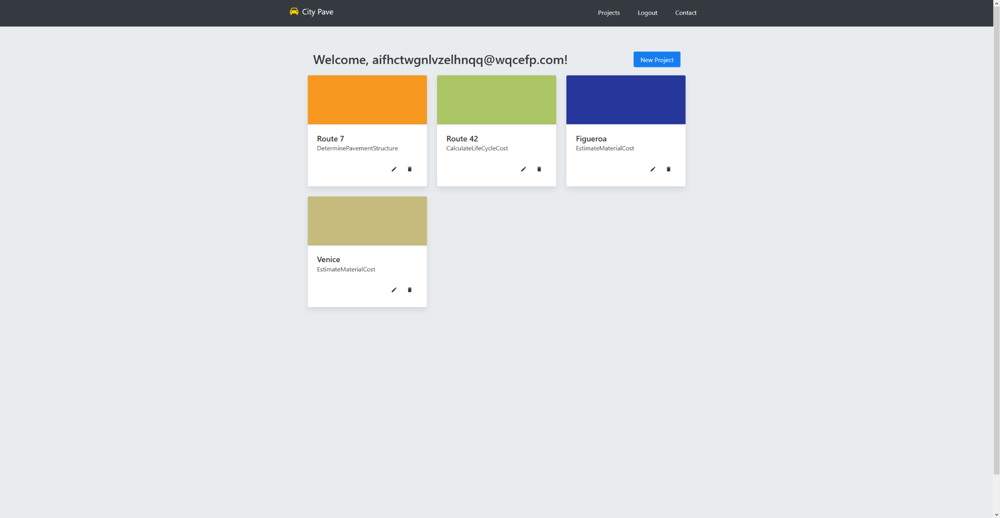 City Pave
Projects
Logout
Contact
Welcome, aifhctwgnlvzelhnqq@wqcefp.com!
New Project
Route 7
DeterminePavementStructure
Route 42
CalculateLifeCycleCost
Figueroa
EstimateMaterialCost
Venice
EstimateMaterialCost